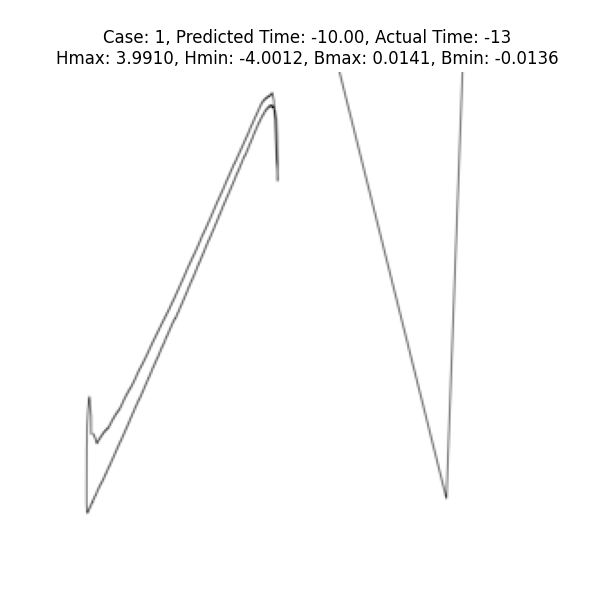 Case: 1, Predicted Time: -10.00, Actual Time: -13
Hmax: 3.9910, Hmin: -4.0012, Bmax: 0.0141, Bmin: -0.0136